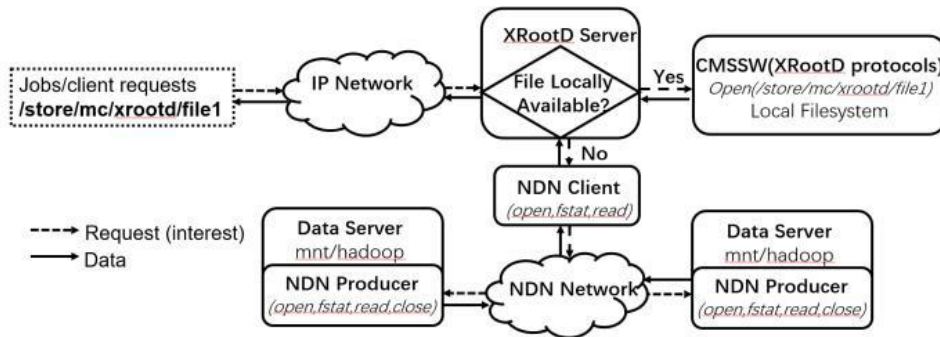 XRootD Server
Jobs/client requests
/store/mc/xrootd/file1
IP Network
File Locally
Available?
Yes
CMSSW(XRootD protocols)
Open(/store/mc/xrootd/file1)
Local Filesystem
No
NDN Client
(open,fstat,read)
Request (interest)
Data
Data Server
mnt/hadoop
NDN Producer
(open,fstat,read,close)
NDN Network
Data Server
mnt/hadoop
NDN Producer
(open,fstat,read,close)